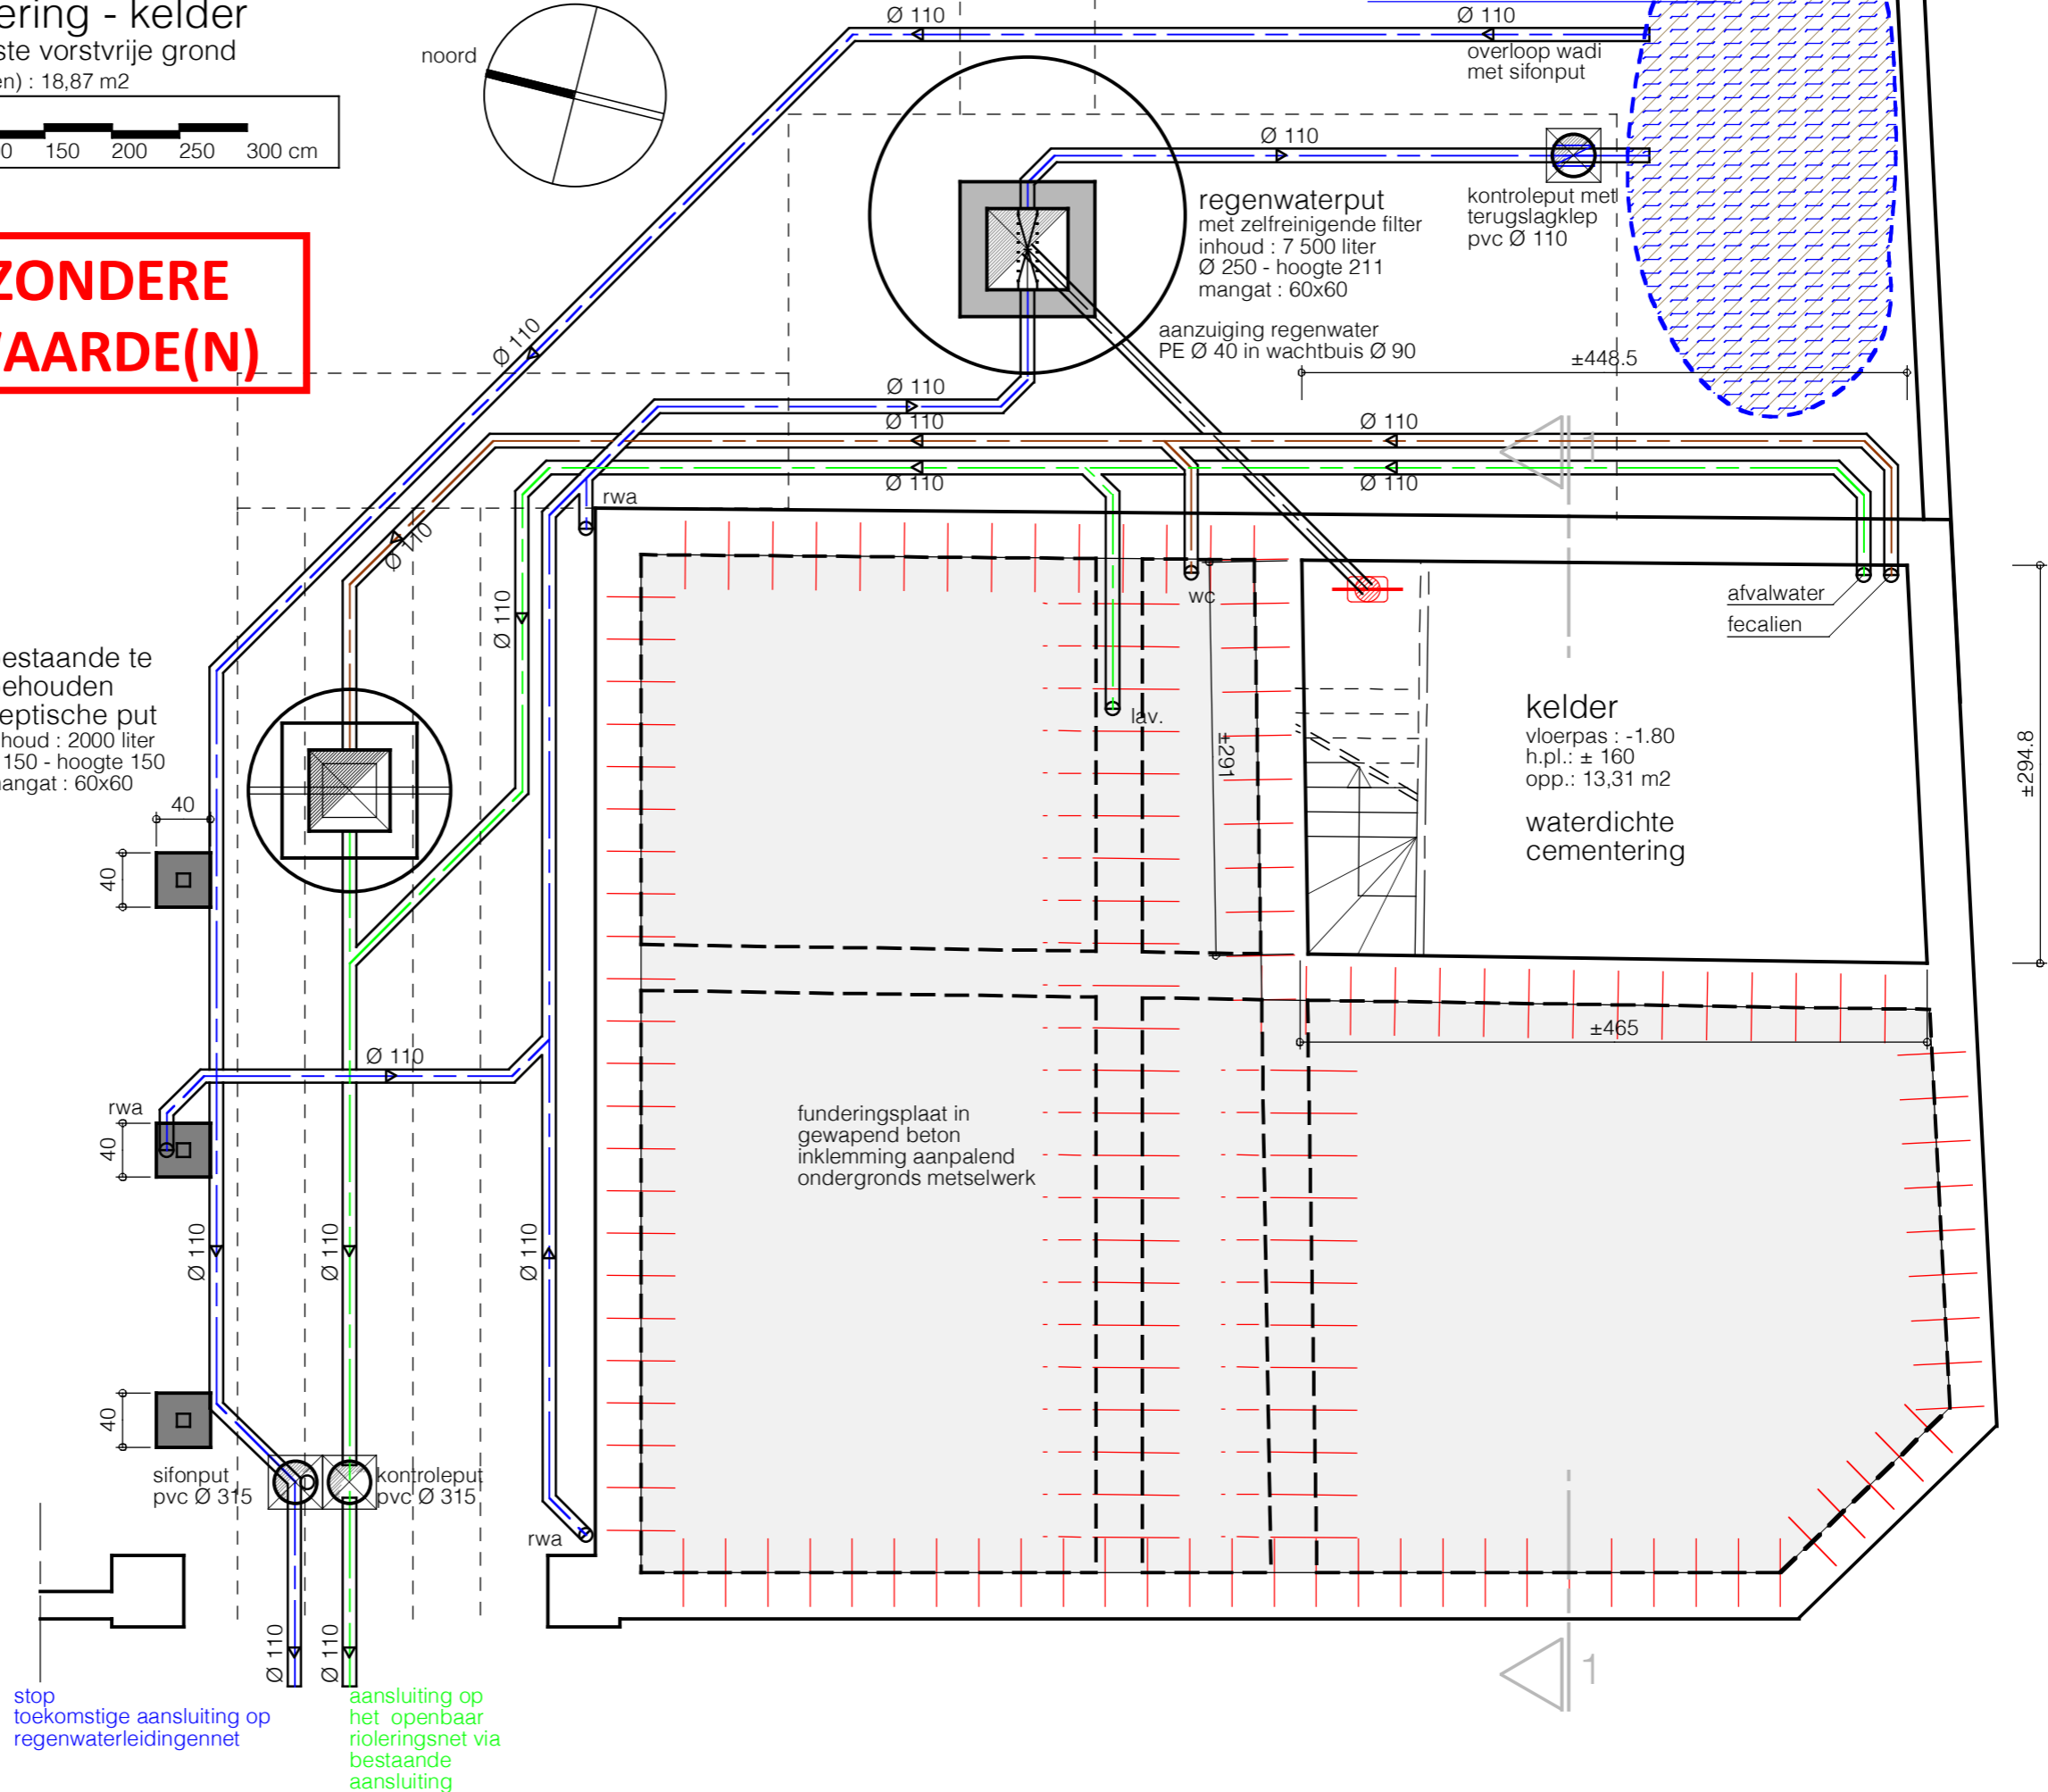 ering - kelder
ste vorstvrije grond
en) : 18,87 m2
0 150 200 250 300 cm
ZONDERE
AARDE(N)
noord
Ø 110
Ø 110
overloop wadi
met sifonput
Ø 110
regenwaterput
met zelfreinigende filter
inhoud : 7 500 liter
Ø 250 - hoogte 211
mangat : 60x60
kontroleput met
terugslagklep
pvc Ø 110
aanzuiging regenwater
PE Ø 40 in wachtbuis Ø 90
±448.5
Ø 110
Ø 110
Ø 110
Ø 110
Ø 110
Ø 110
1
rwa
Ø 110
Ø 110
wc
afvalwater
fecalien
estaande te
ehouden
eptische put
houd : 2000 liter
150 - hoogte 150
angat : 60x60
lav.
±291
kelder
vloerpas : -1.80
h.pl.: ± 160
opp.: 13,31 m2
waterdichte
cementering
±294.8
40
40
±465
Ø 110
rwa
40
funderingsplaat in
gewapend beton
inklemming aanpalend
ondergronds metselwerk
Ø 110
Ø 110
Ø 110
40
sifonput
pvc Ø 315
kontroleput
pvc Ø 315
rwa
Ø 110
Ø 110
1
stop
toekomstige aansluiting op
regenwaterleidingennet
aansluiting op
het openbaar
rioleringsnet via
bestaande
aansluiting